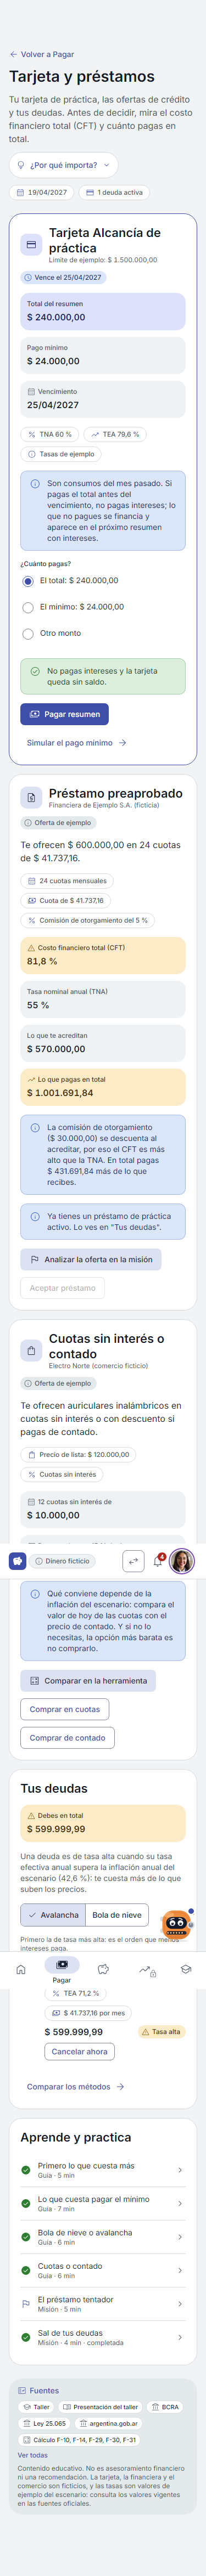 Volver a Pagar
Tarjeta y préstamos
Tu tarjeta de práctica, las ofertas de crédito
y tus deudas. Antes de decidir, mira el costo
financiero total (CFT) y cuánto pagas en
total.
¿Por qué importa?
19/04/2027
1 deuda activa
Tarjeta Alcancía de
práctica
Límite de ejemplo: $ 1.500.000,00
Vence el 25/04/2027
Total del resumen
$ 240.000,00
Pago mínimo
$ 24.000,00
Vencimiento
25/04/2027
TNA 60 %
TEA 79,6 %
Tasas de ejemplo
Son consumos del mes pasado. Si
pagas el total antes del
vencimiento, no pagas intereses; lo
que no pagues se financia y
aparece en el próximo resumen
con intereses.
¿Cuánto pagas?
El total: $ 240.000,00
El mínimo: $ 24.000,00
Otro monto
No pagas intereses y la tarjeta
queda sin saldo.
Pagar resumen
Simular el pago mínimo
Préstamo preaprobado
Financiera de Ejemplo S.A. (ficticia)
Oferta de ejemplo
Te ofrecen $ 600.000,00 en 24 cuotas
de $ 41.737,16.
24 cuotas mensuales
Cuota de $ 41.737,16
Comisión de otorgamiento del 5 %
Costo financiero total (CFT)
81,8 %
Tasa nominal anual (TNA)
55 %
Lo que te acreditan
$ 570.000,00
Lo que pagas en total
$ 1.001.691,84
La comisión de otorgamiento
($ 30.000,00) se descuenta al
acreditar, por eso el CFT es más
alto que la TNA. En total pagas
$ 431.691,84 más de lo que
recibes.
Ya tienes un préstamo de práctica
activo. Lo ves en "Tus deudas".
Analizar la oferta en la misión
Aceptar préstamo
Cuotas sin interés o
contado
Electro Norte (comercio ficticio)
Oferta de ejemplo
Te ofrecen auriculares inalámbricos en
cuotas sin interés o con descuento si
pagas de contado.
Precio de lista: $ 120.000,00
Cuotas sin interés
12 cuotas sin interés de
$ 10.000,00
Dinero ficticio
4
Qué conviene depende de la
inflación del escenario: compara el
valor de hoy de las cuotas con el
precio de contado. Y si no lo
necesitas, la opción más barata es
no comprarlo.
Comparar en la herramienta
Comprar en cuotas
Comprar de contado
Tus deudas
Debes en total
$ 599.999,99
Una deuda es de tasa alta cuando su tasa
efectiva anual supera la inflación anual del
escenario (42,6 %): te cuesta más de lo que
suben los precios.
Avalancha
Bola de nieve
Primero la de tasa más alta: es el orden que menos
intereses paga.
Pagar
TEA 71,2 %
$ 41.737,16 por mes
$ 599.999,99
Tasa alta
Cancelar ahora
Comparar los métodos
Aprende y practica
Primero lo que cuesta más
Guía · 5 min
Lo que cuesta pagar el mínimo
Guía · 7 min
Bola de nieve o avalancha
Guía · 6 min
Cuotas o contado
Guía · 6 min
El préstamo tentador
Misión · 5 min
Sal de tus deudas
Misión · 4 min · completada
Fuentes
Taller
Presentación del taller
BCRA
Ley 25.065
argentina.gob.ar
Cálculo F-10, F-14, F-29, F-30, F-31
Ver todas
Contenido educativo. No es asesoramiento financiero
ni una recomendación. La tarjeta, la financiera y el
comercio son ficticios, y las tasas son valores de
ejemplo del escenario: consulta los valores vigentes
en las fuentes oficiales.